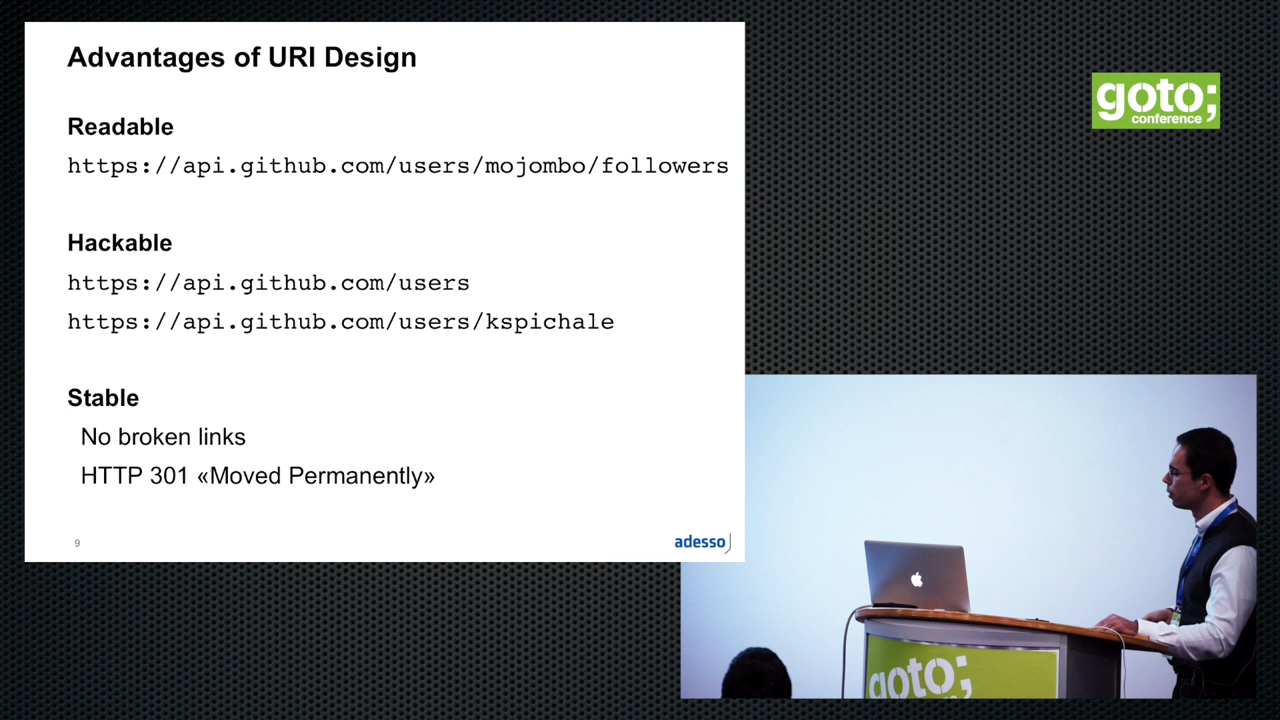 Advantages of URI Design
Readable
https://api.github.com/users/mojombo/followers
Hackable
https://api.github.com/users
https://api.github.com/users/kspichale
Stable
No broken links
HTTP 301 «Moved Permanently»
9
adesso
goto;
conference
goto;